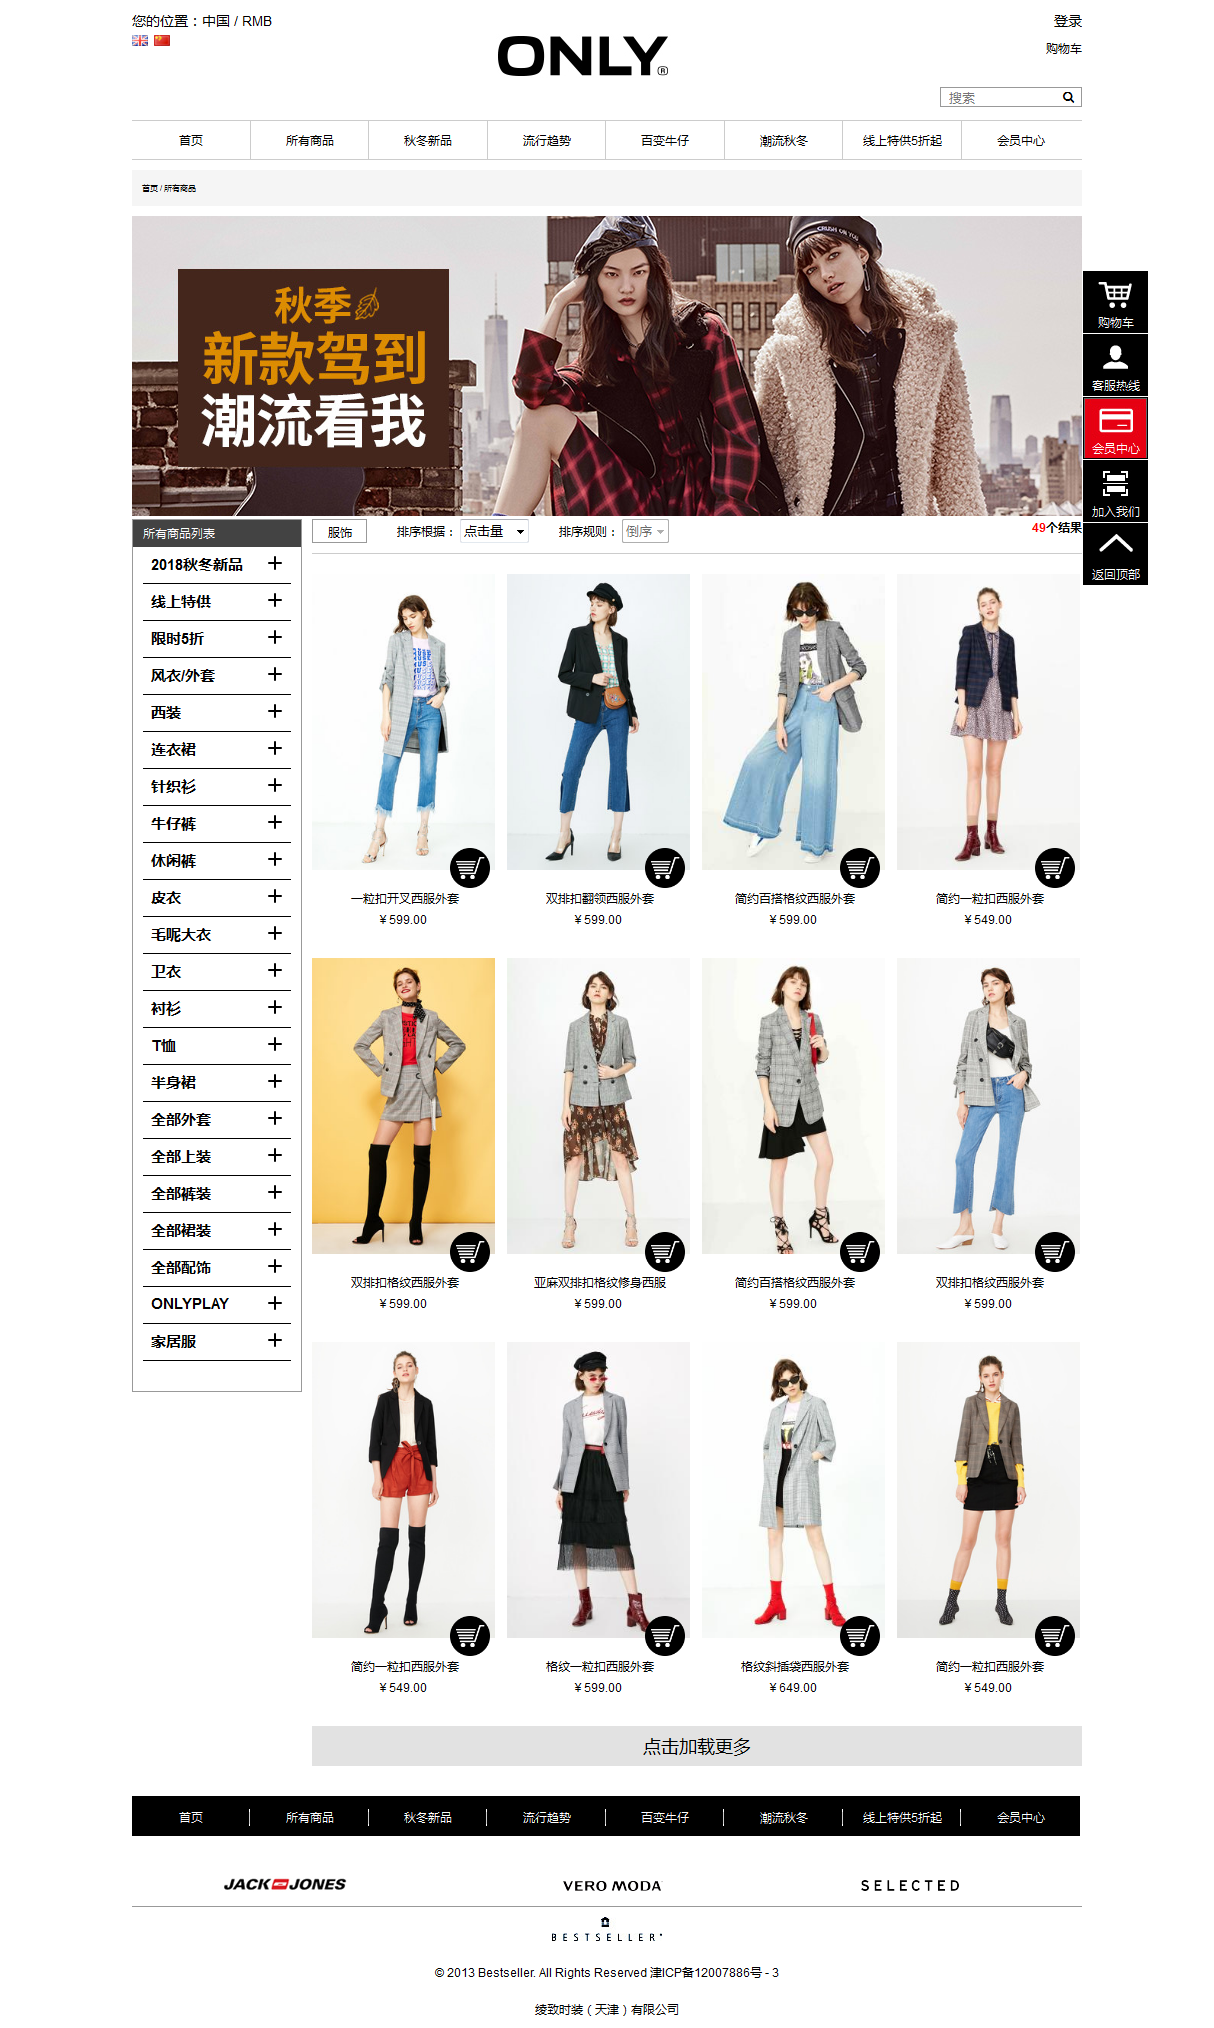 您的位置：中国 / RMB
登录
购物车
ONLY®
搜索
首页
所有商品
秋冬新品
流行趋势
百变牛仔
潮流秋冬
线上特供5折起
会员中心
首页 / 所有商品
CRUSH ON YOU
秋季
新款驾到
潮流看我
购物车
客服热线
会员中心
加入我们
返回顶部
所有商品列表
服饰
排序根据：
点击量
排序规则：
倒序
49个结果
2018秋冬新品
线上特供
限时5折
风衣/外套
西装
连衣裙
针织衫
牛仔裤
休闲裤
皮衣
毛呢大衣
卫衣
衬衫
T恤
半身裙
全部外套
全部上装
全部裤装
全部裙装
全部配饰
ONLYPLAY
家居服
一粒扣开叉西服外套
¥ 599.00
双排扣翻领西服外套
¥ 599.00
简约百搭格纹西服外套
¥ 599.00
简约一粒扣西服外套
¥ 549.00
双排扣格纹西服外套
¥ 599.00
亚麻双排扣格纹修身西服
¥ 599.00
简约百搭格纹西服外套
¥ 599.00
双排扣格纹西服外套
¥ 599.00
简约一粒扣西服外套
¥ 549.00
格纹一粒扣西服外套
¥ 599.00
格纹斜插袋西服外套
¥ 649.00
简约一粒扣西服外套
¥ 549.00
点击加载更多
首页
所有商品
秋冬新品
流行趋势
百变牛仔
潮流秋冬
线上特供5折起
会员中心
JACK JONES
VERO MODA
SELECTED
BESTSELLER
© 2013 Bestseller. All Rights Reserved 津ICP备12007886号 - 3
绫致时装（天津）有限公司